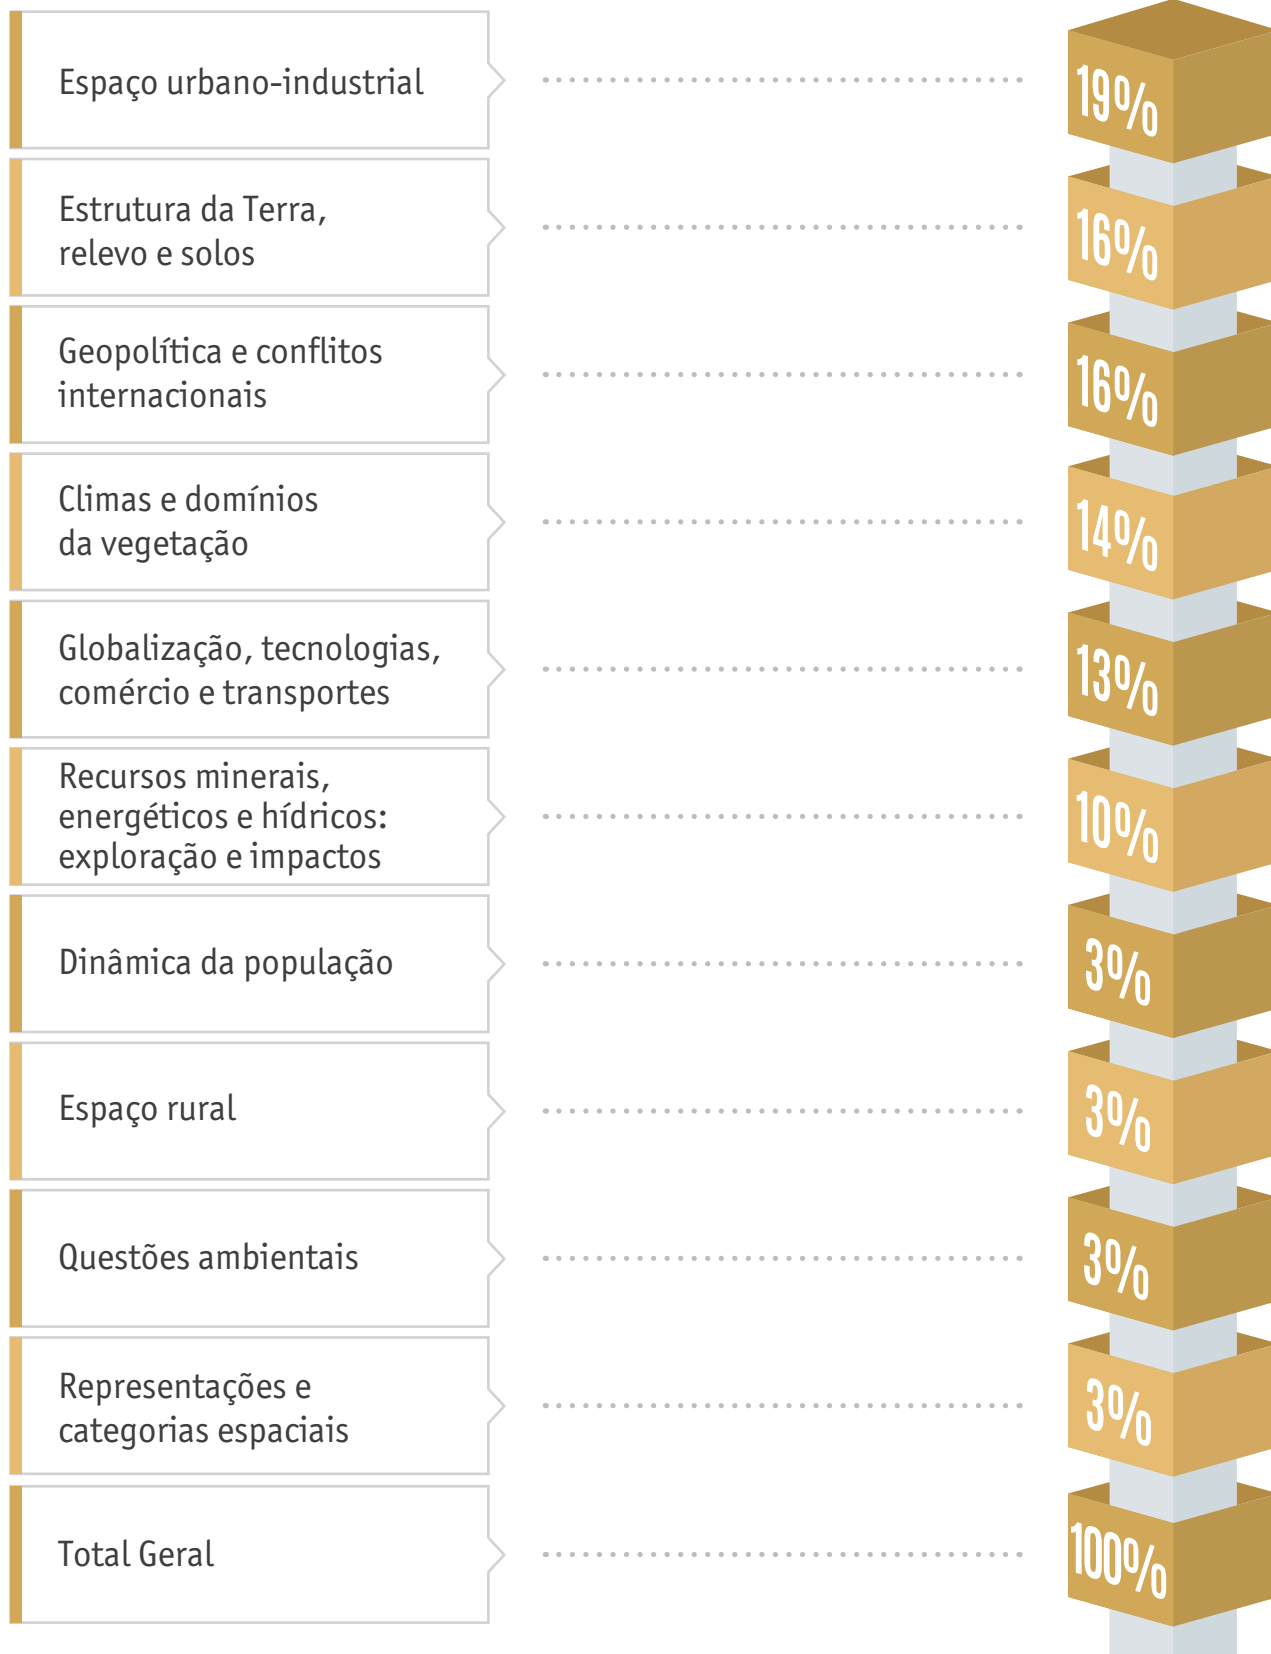 Espaço urbano-industrial
19%
Estrutura da Terra,
relevo e solos
16%
Geopolítica e conflitos
internacionais
16%
Climas e domínios
da vegetação
14%
Globalização, tecnologias,
comércio e transportes
13%
Recursos minerais,
energéticos e hídricos:
exploração e impactos
10%
Dinâmica da população
3%
Espaço rural
3%
Questões ambientais
3%
Representações e
categorias espaciais
3%
Total Geral
100%